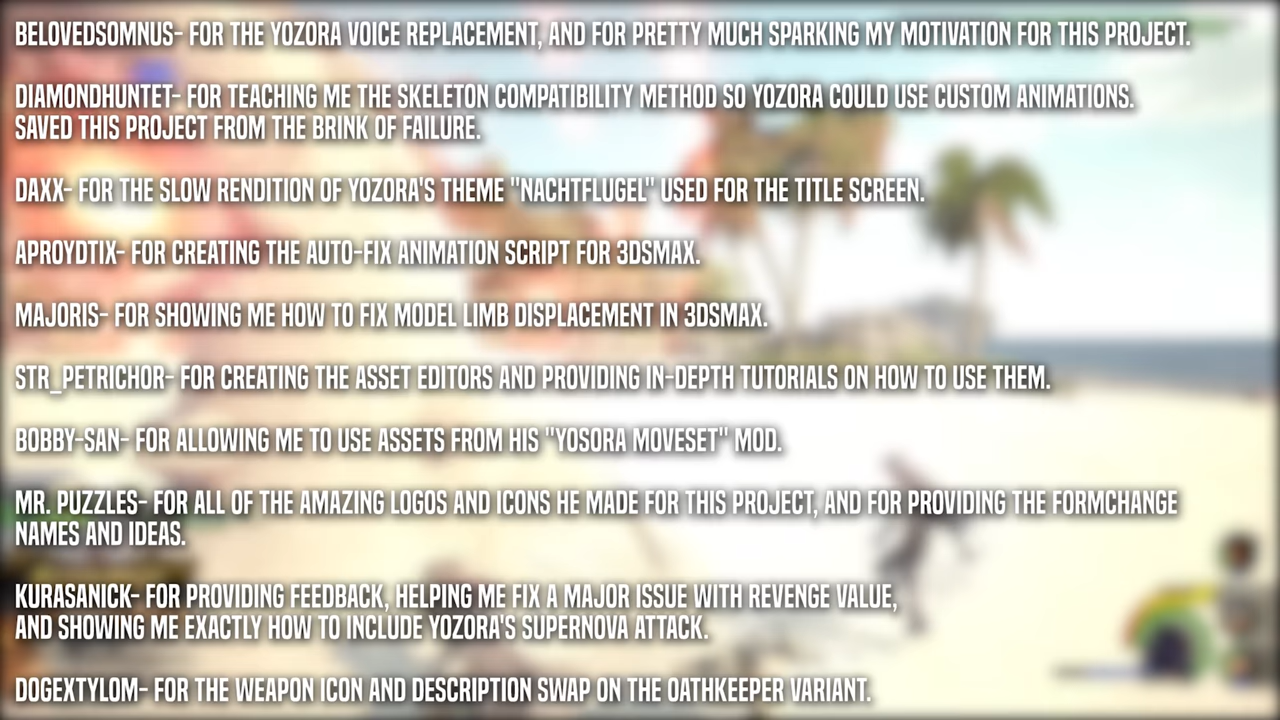 BELOVEDSOMNUS- FOR THE YOZORA VOICE REPLACEMENT, AND FOR PRETTY MUCH SPARKING MY MOTIVATION FOR THIS PROJECT.
DIAMONDHUNTET- FOR TEACHING ME THE SKELETON COMPATIBILITY METHOD SO YOZORA COULD USE CUSTOM ANIMATIONS.
SAVED THIS PROJECT FROM THE BRINK OF FAILURE.
DAXX- FOR THE SLOW RENDITION OF YOZORA'S THEME "NACHTFLUGEL" USED FOR THE TITLE SCREEN.
APROYDTIX- FOR CREATING THE AUTO-FIX ANIMATION SCRIPT FOR 3DSMAX.
MAJORIS- FOR SHOWING ME HOW TO FIX MODEL LIMB DISPLACEMENT IN 3DSMAX.
STR_PETRICHOR- FOR CREATING THE ASSET EDITORS AND PROVIDING IN-DEPTH TUTORIALS ON HOW TO USE THEM.
BOBBY-SAN- FOR ALLOWING ME TO USE ASSETS FROM HIS "YOSORA MOVESET" MOD.
MR. PUZZLES- FOR ALL OF THE AMAZING LOGOS AND ICONS HE MADE FOR THIS PROJECT, AND FOR PROVIDING THE FORMCHANGE
NAMES AND IDEAS.
KURASANICK- FOR PROVIDING FEEDBACK, HELPING ME FIX A MAJOR ISSUE WITH REVENGE VALUE,
AND SHOWING ME EXACTLY HOW TO INCLUDE YOZORA'S SUPERNOVA ATTACK.
DOGEXTYLOM- FOR THE WEAPON ICON AND DESCRIPTION SWAP ON THE OATHKEEPER VARIANT.